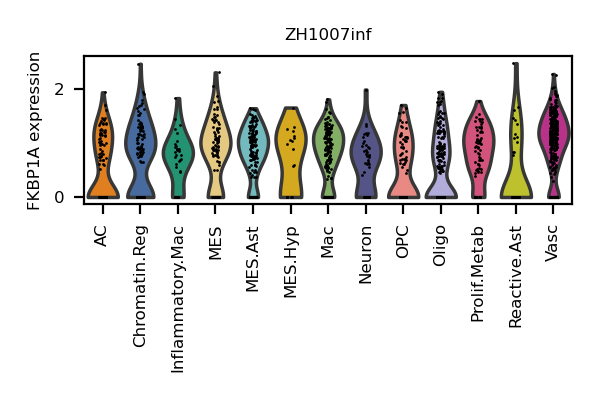 ZH1007inf
FKBP1A expression
2
0
AC
Chromatin.Reg
Inflammatory.Mac
MES
MES.Ast
MES.Hyp
Mac
Neuron
OPC
Oligo
Prolif.Metab
Reactive.Ast
Vasc